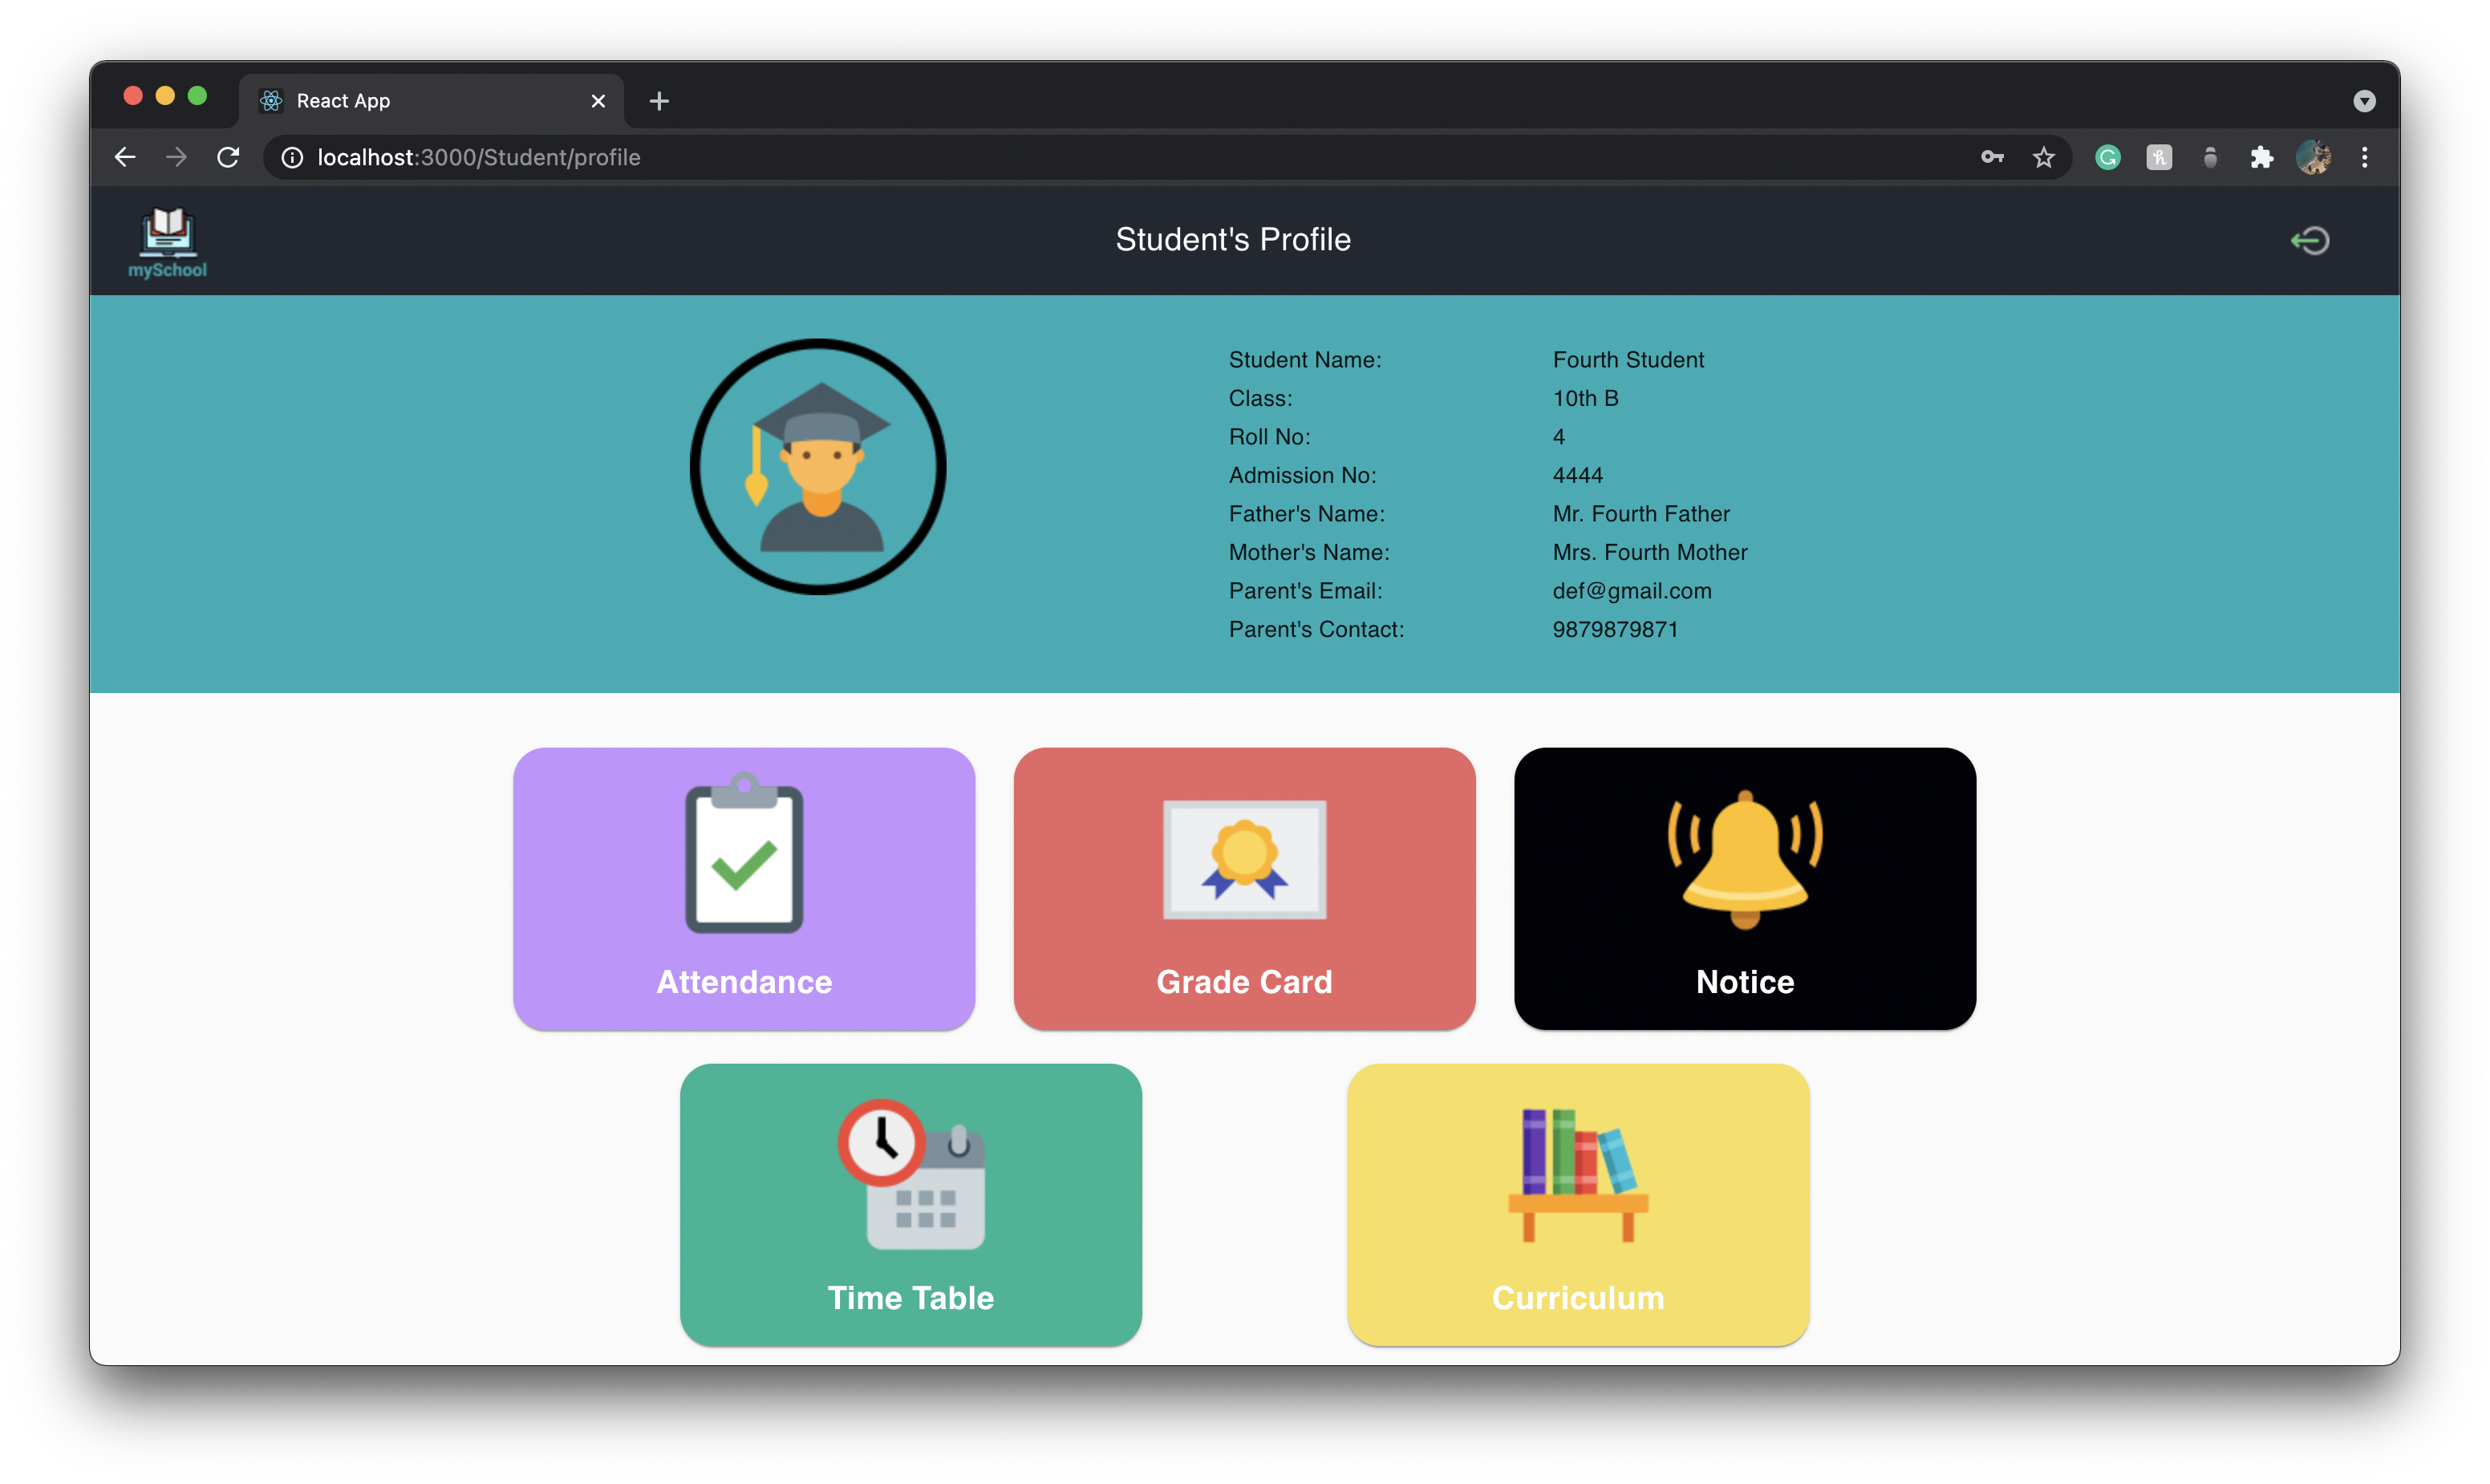 React App
localhost:3000/Student/profile
mySchool
Student's Profile
Student Name: Fourth Student
Class: 10th B
Roll No: 4
Admission No: 4444
Father's Name: Mr. Fourth Father
Mother's Name: Mrs. Fourth Mother
Parent's Email: def@gmail.com
Parent's Contact: 9879879871
Attendance
Grade Card
Notice
Time Table
Curriculum